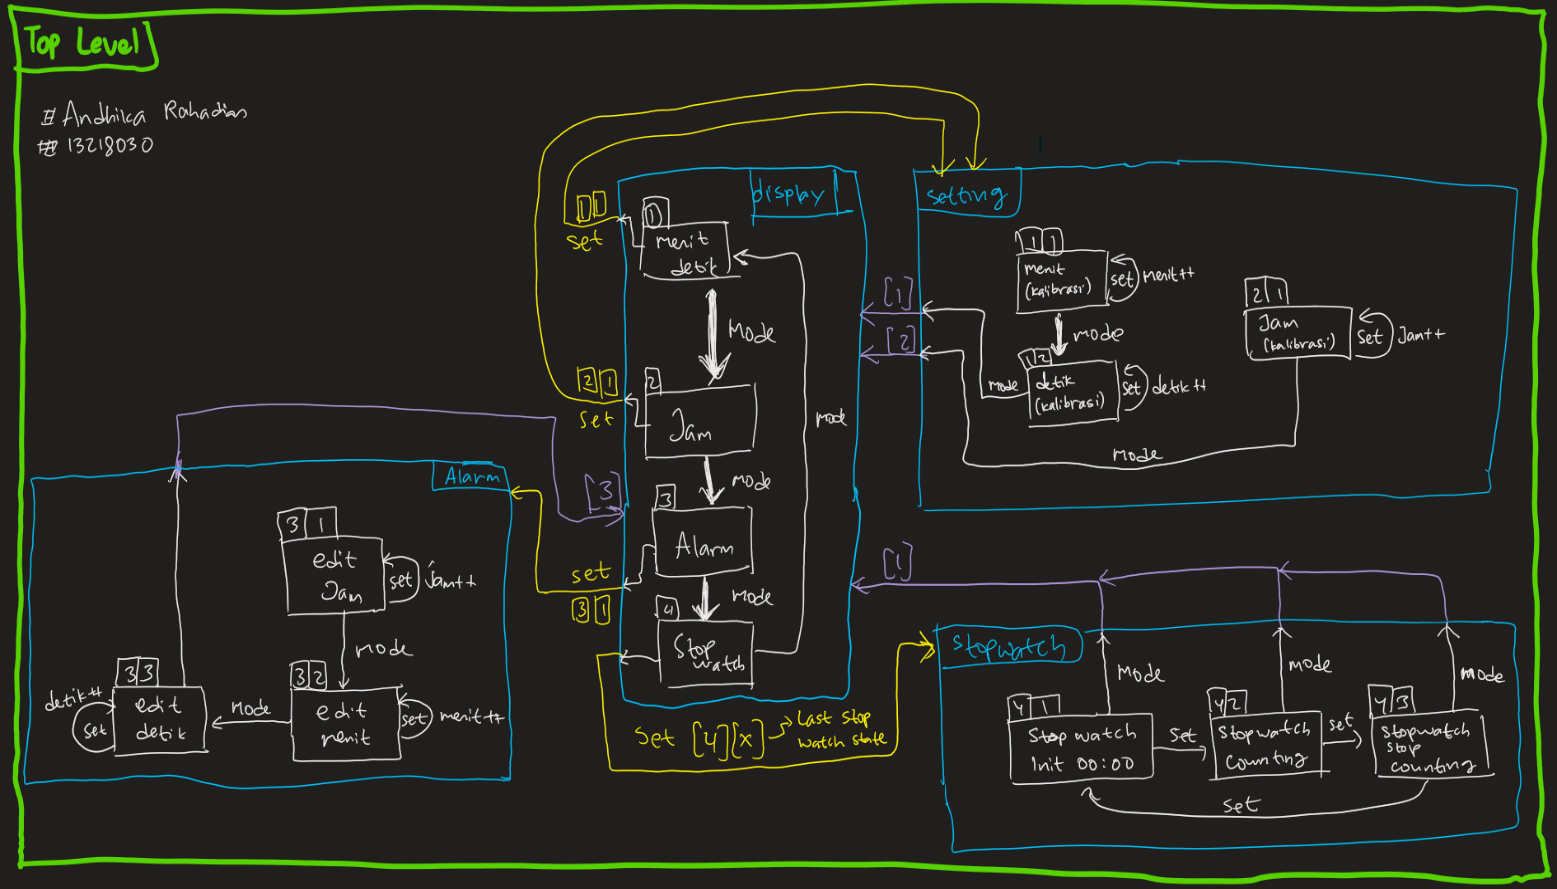 Top Level
# Andhika Rahadian
# 13218030
display
1 1
set
1
menit
detik
Mode
2 1
set
2
Jam
mode
mode
3
Alarm
mode
set
3 1
4
Stop
watch
Set [4][x] → Last Stop
watch state
setting
1 1
menit
(kalibrasi)
set
menit++
mode
1 2
detik
(kalibrasi)
set
detik++
mode
2 1
Jam
(kalibrasi)
set
Jam++
mode
[1]
[2]
[3]
[1]
Alarm
3 1
edit
Jam
set
Jam++
mode
3 2
edit
menit
set
menit++
mode
3 3
edit
detik
detik++
set
Stopwatch
mode
mode
mode
4 1
Stop watch
Init 00:00
set
4 2
Stopwatch
counting
set
4 3
Stopwatch
stop
counting
set